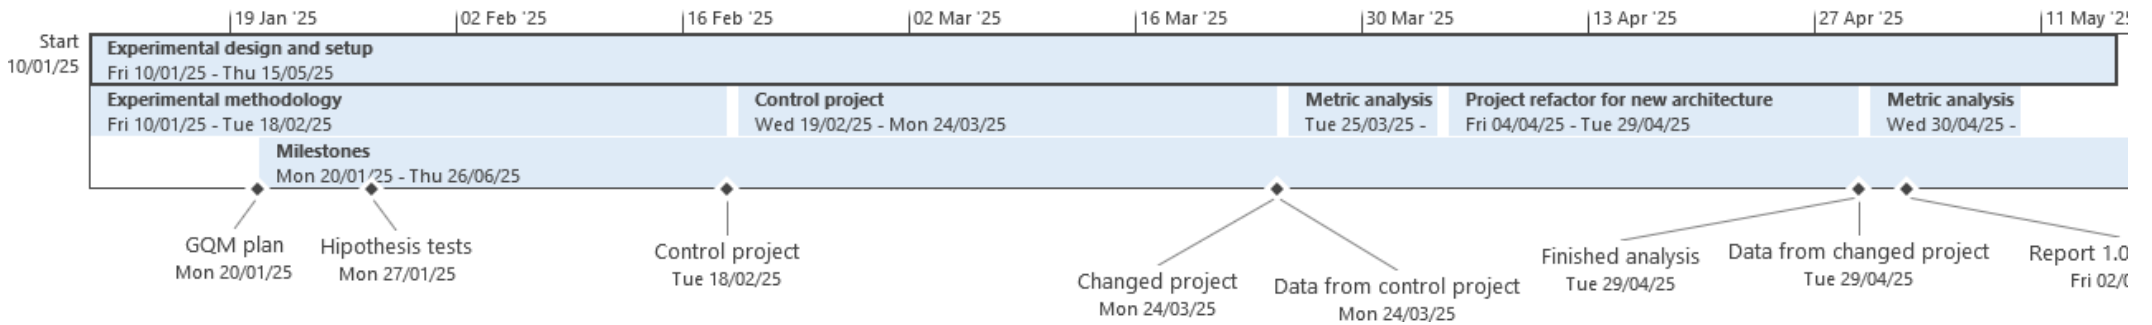 19 Jan '25
02 Feb '25
16 Feb '25
02 Mar '25
16 Mar '25
30 Mar '25
13 Apr '25
27 Apr '25
11 May '25
Start
10/01/25
Experimental design and setup
Fri 10/01/25 - Thu 15/05/25
Experimental methodology
Fri 10/01/25 - Tue 18/02/25
Control project
Wed 19/02/25 - Mon 24/03/25
Metric analysis
Tue 25/03/25 -
Project refactor for new architecture
Fri 04/04/25 - Tue 29/04/25
Metric analysis
Wed 30/04/25 -
Milestones
Mon 20/01/25 - Thu 26/06/25
GQM plan
Mon 20/01/25
Hipothesis tests
Mon 27/01/25
Control project
Tue 18/02/25
Changed project
Mon 24/03/25
Data from control project
Mon 24/03/25
Finished analysis
Tue 29/04/25
Data from changed project
Tue 29/04/25
Report 1.0
Fri 02/0